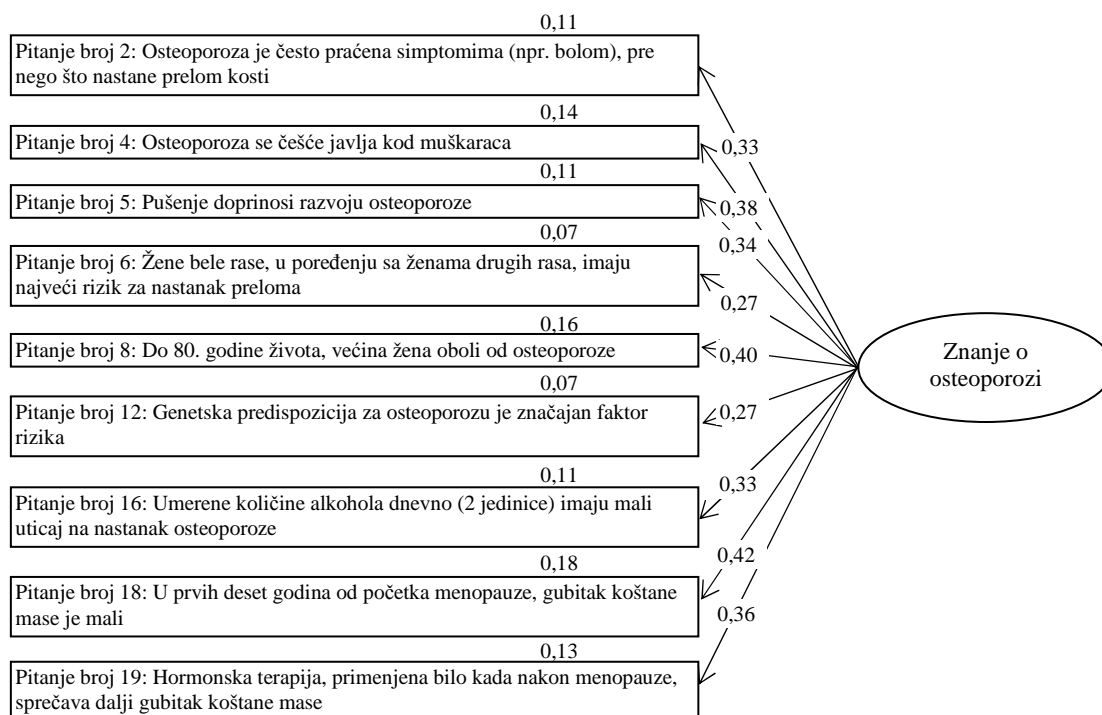 0,11
Pitanje broj 2: Osteoporoza je često praćena simptomima (npr. bolom), pre
nego što nastane prelom kosti
0,14
Pitanje broj 4: Osteoporoza se češće javlja kod muškaraca
0,33
0,11
Pitanje broj 5: Pušenje doprinosi razvoju osteoporoze
0,38
0,07
0,34
Pitanje broj 6: Žene bele rase, u poređenju sa ženama drugih rasa, imaju
najveći rizik za nastanak preloma
0,27
0,16
Pitanje broj 8: Do 80. godine života, većina žena oboli od osteoporoze
0,40
Znanje o
osteoporozi
0,07
Pitanje broj 12: Genetska predispozicija za osteoporozu je značajan faktor
rizika
0,27
0,11
Pitanje broj 16: Umerene količine alkohola dnevno (2 jedinice) imaju mali
uticaj na nastanak osteoporoze
0,33
0,18
0,42
Pitanje broj 18: U prvih deset godina od početka menopauze, gubitak koštane
mase je mali
0,36
0,13
Pitanje broj 19: Hormonska terapija, primenjena bilo kada nakon menopauze,
sprečava dalji gubitak koštane mase